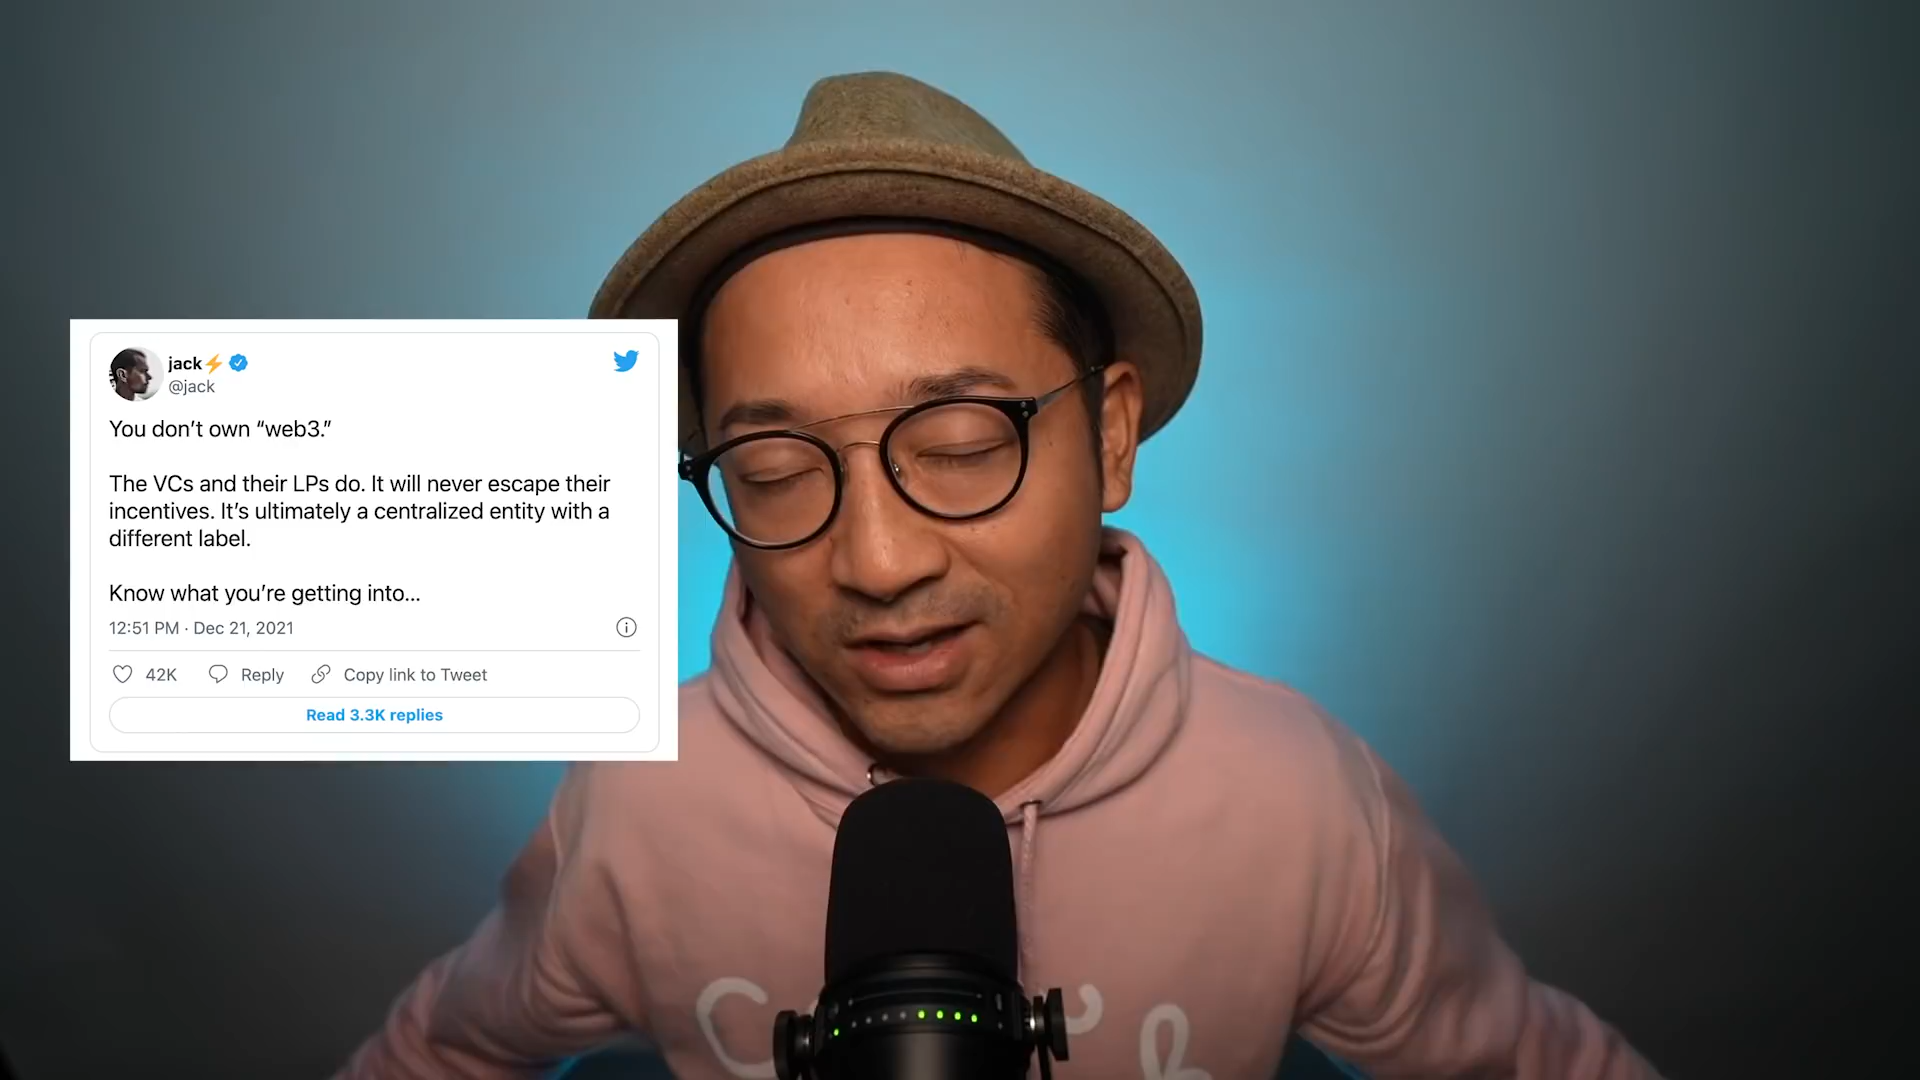 jack⚡
@jack
You don’t own “web3.”
The VCs and their LPs do. It will never escape their
incentives. It’s ultimately a centralized entity with a
different label.
Know what you’re getting into...
12:51 PM · Dec 21, 2021
42K Reply Copy link to Tweet
Read 3.3K replies